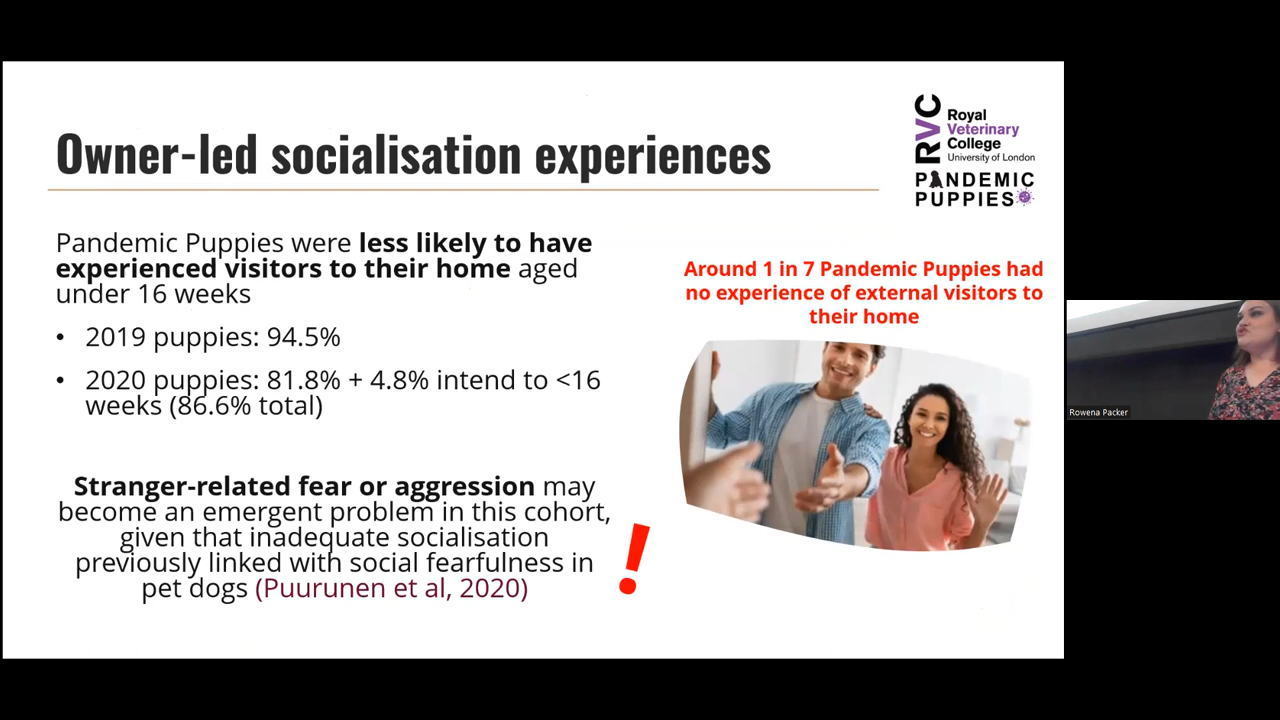 Owner-led socialisation experiences
RVC
Royal
Veterinary
College
University of London
PANDEMIC
PUPPIES
Pandemic Puppies were less likely to have
experienced visitors to their home aged
under 16 weeks
• 2019 puppies: 94.5%
• 2020 puppies: 81.8% + 4.8% intend to <16
weeks (86.6% total)
Stranger-related fear or aggression may
become an emergent problem in this cohort,
given that inadequate socialisation
previously linked with social fearfulness in
pet dogs (Puurunen et al, 2020)
!
Around 1 in 7 Pandemic Puppies had
no experience of external visitors to
their home
Rowena Packer